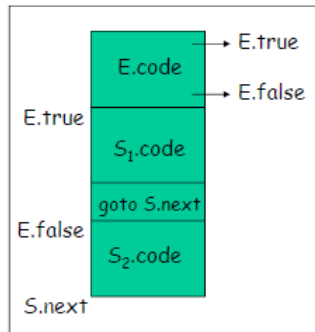 E.true
E.code
E.false
E.true
S₁.code
goto S.next
E.false
S₂.code
S.next